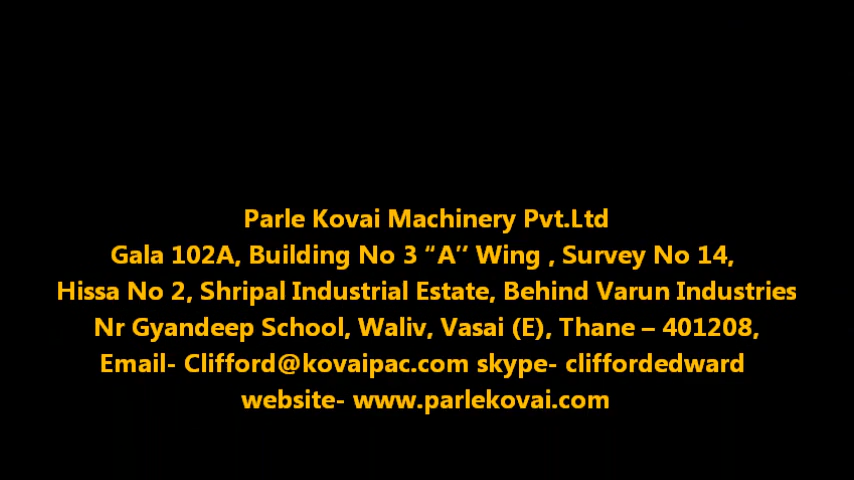 Parle Kovai Machinery Pvt.Ltd
Gala 102A, Building No 3 “A’’ Wing , Survey No 14,
Hissa No 2, Shripal Industrial Estate, Behind Varun Industries
Nr Gyandeep School, Waliv, Vasai (E), Thane – 401208,
Email- Clifford@kovaipac.com skype- cliffordedward
website- www.parlekovai.com